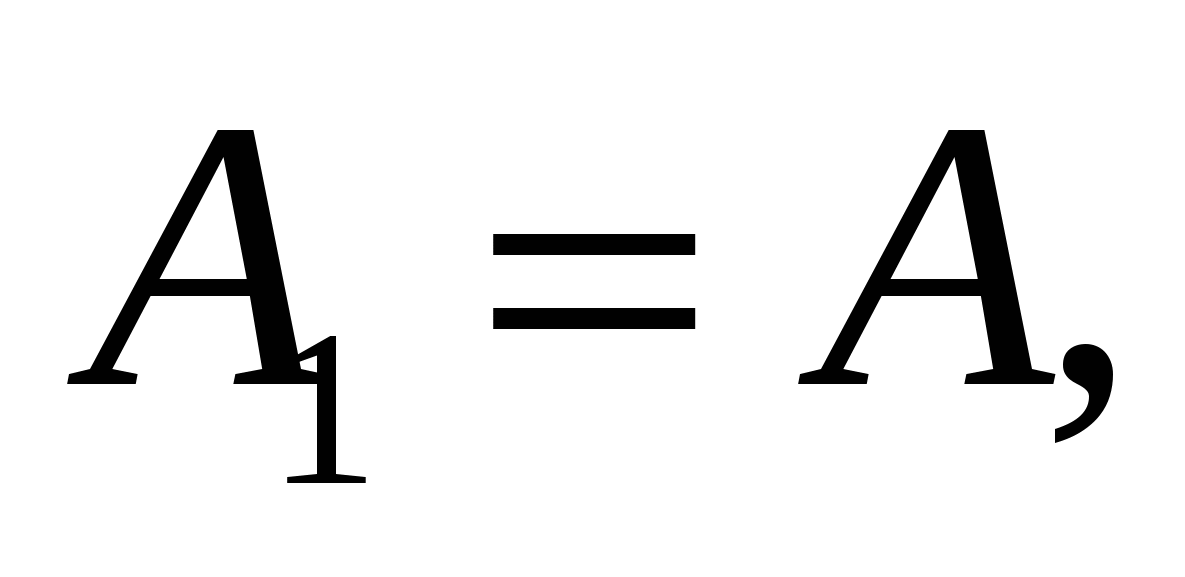 A₁ = A,